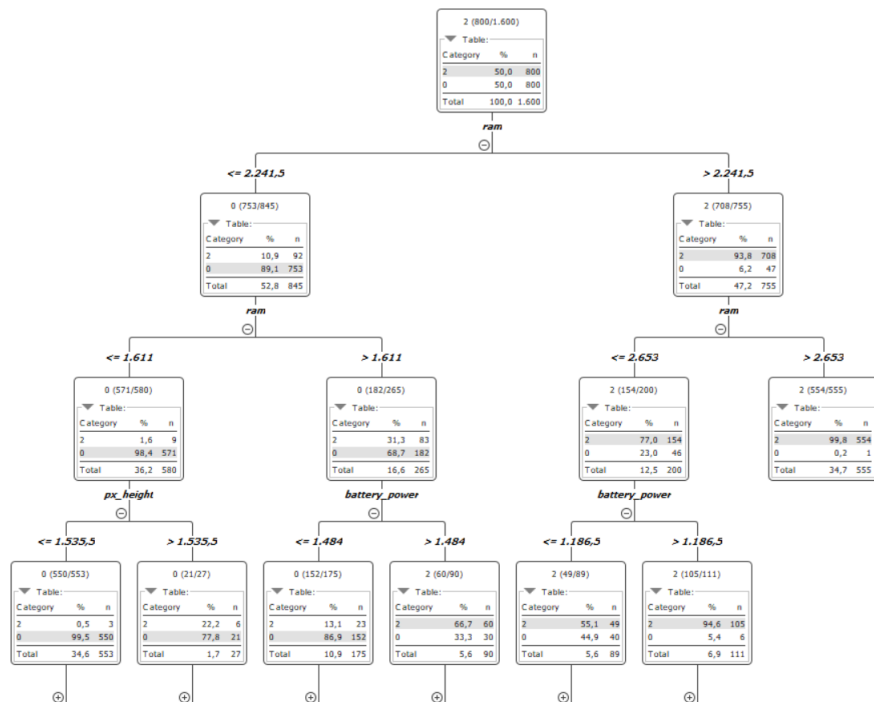 2 (800/1.600)
Table:
Category % n
2 50,0 800
0 50,0 800
Total 100,0 1.600
ram
<= 2.241,5
> 2.241,5
0 (753/845)
Table:
Category % n
2 10,9 92
0 89,1 753
Total 52,8 845
ram
2 (708/755)
Table:
Category % n
2 93,8 708
0 6,2 47
Total 47,2 755
ram
<= 1.611
> 1.611
<= 2.653
> 2.653
0 (571/580)
Table:
Category % n
2 1,6 9
0 98,4 571
Total 36,2 580
px_height
0 (182/265)
Table:
Category % n
2 31,3 83
0 68,7 182
Total 16,6 265
battery_power
2 (154/200)
Table:
Category % n
2 77,0 154
0 23,0 46
Total 12,5 200
battery_power
2 (554/555)
Table:
Category % n
2 99,8 554
0 0,2 1
Total 34,7 555
<= 1.535,5
> 1.535,5
<= 1.484
> 1.484
<= 1.186,5
> 1.186,5
0 (550/553)
Table:
Category % n
2 0,5 3
0 99,5 550
Total 34,6 553
0 (21/27)
Table:
Category % n
2 22,2 6
0 77,8 21
Total 1,7 27
0 (152/175)
Table:
Category % n
2 13,1 23
0 86,9 152
Total 10,9 175
2 (60/90)
Table:
Category % n
2 66,7 60
0 33,3 30
Total 5,6 90
2 (49/89)
Table:
Category % n
2 55,1 49
0 44,9 40
Total 5,6 89
2 (105/111)
Table:
Category % n
2 94,6 105
0 5,4 6
Total 6,9 111